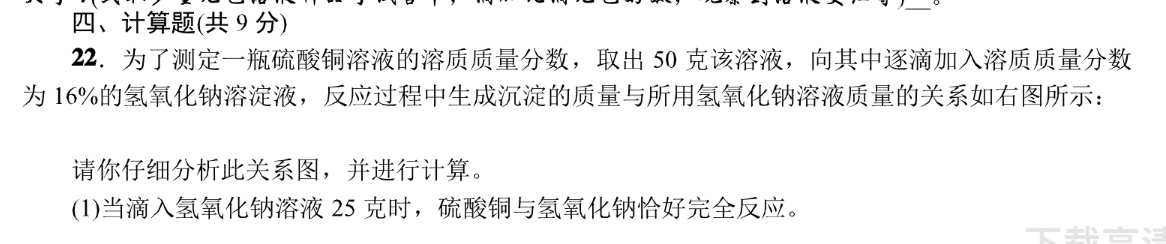 四、计算题(共 9 分)
22．为了测定一瓶硫酸铜溶液的溶质质量分数，取出 50 克该溶液，向其中逐滴加入溶质质量分数
为 16%的氢氧化钠溶淀液，反应过程中生成沉淀的质量与所用氢氧化钠溶液质量的关系如右图所示：
请你仔细分析此关系图，并进行计算。
(1)当滴入氢氧化钠溶液 25 克时，硫酸铜与氢氧化钠恰好完全反应。
下载高清